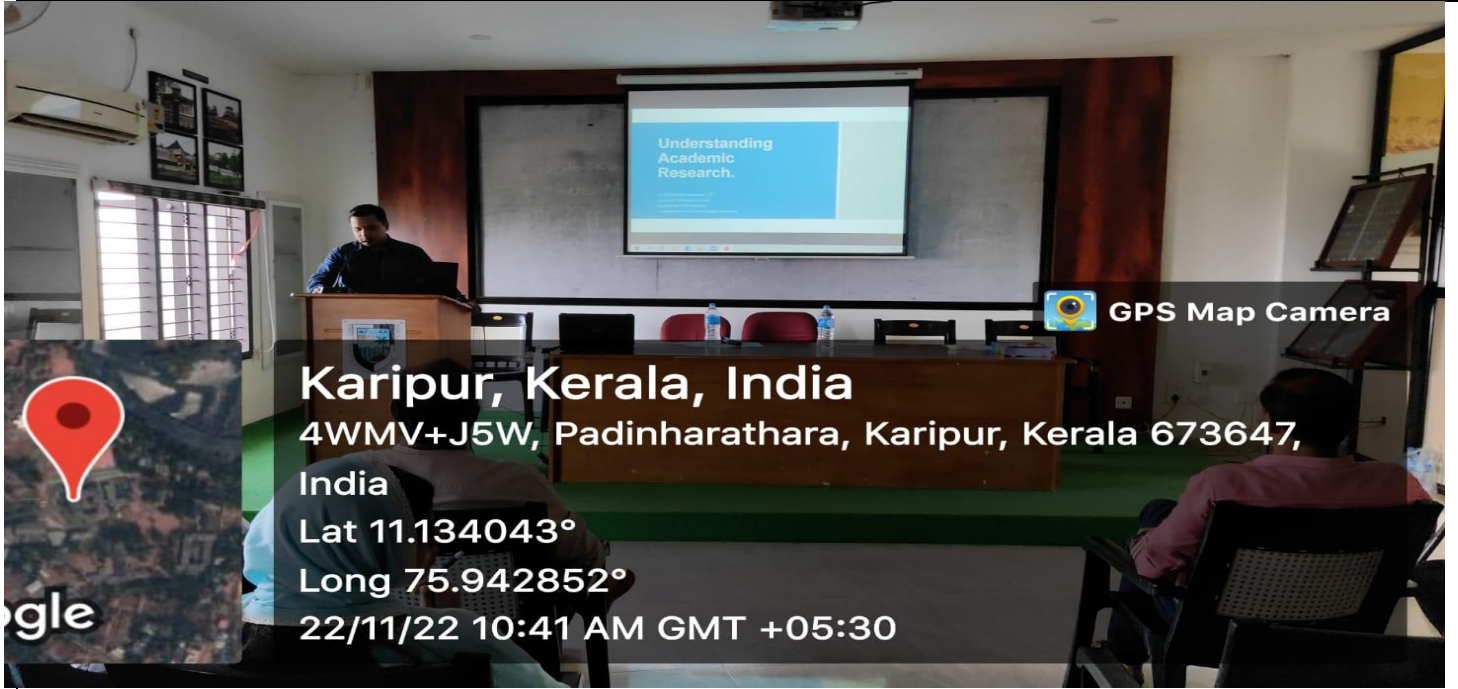 Understanding
Academic
Research.
GPS Map Camera
Karipur, Kerala, India
4WMV+J5W, Padinharathara, Karipur, Kerala 673647,
India
Lat 11.134043°
Long 75.942852°
22/11/22 10:41 AM GMT +05:30
ogle